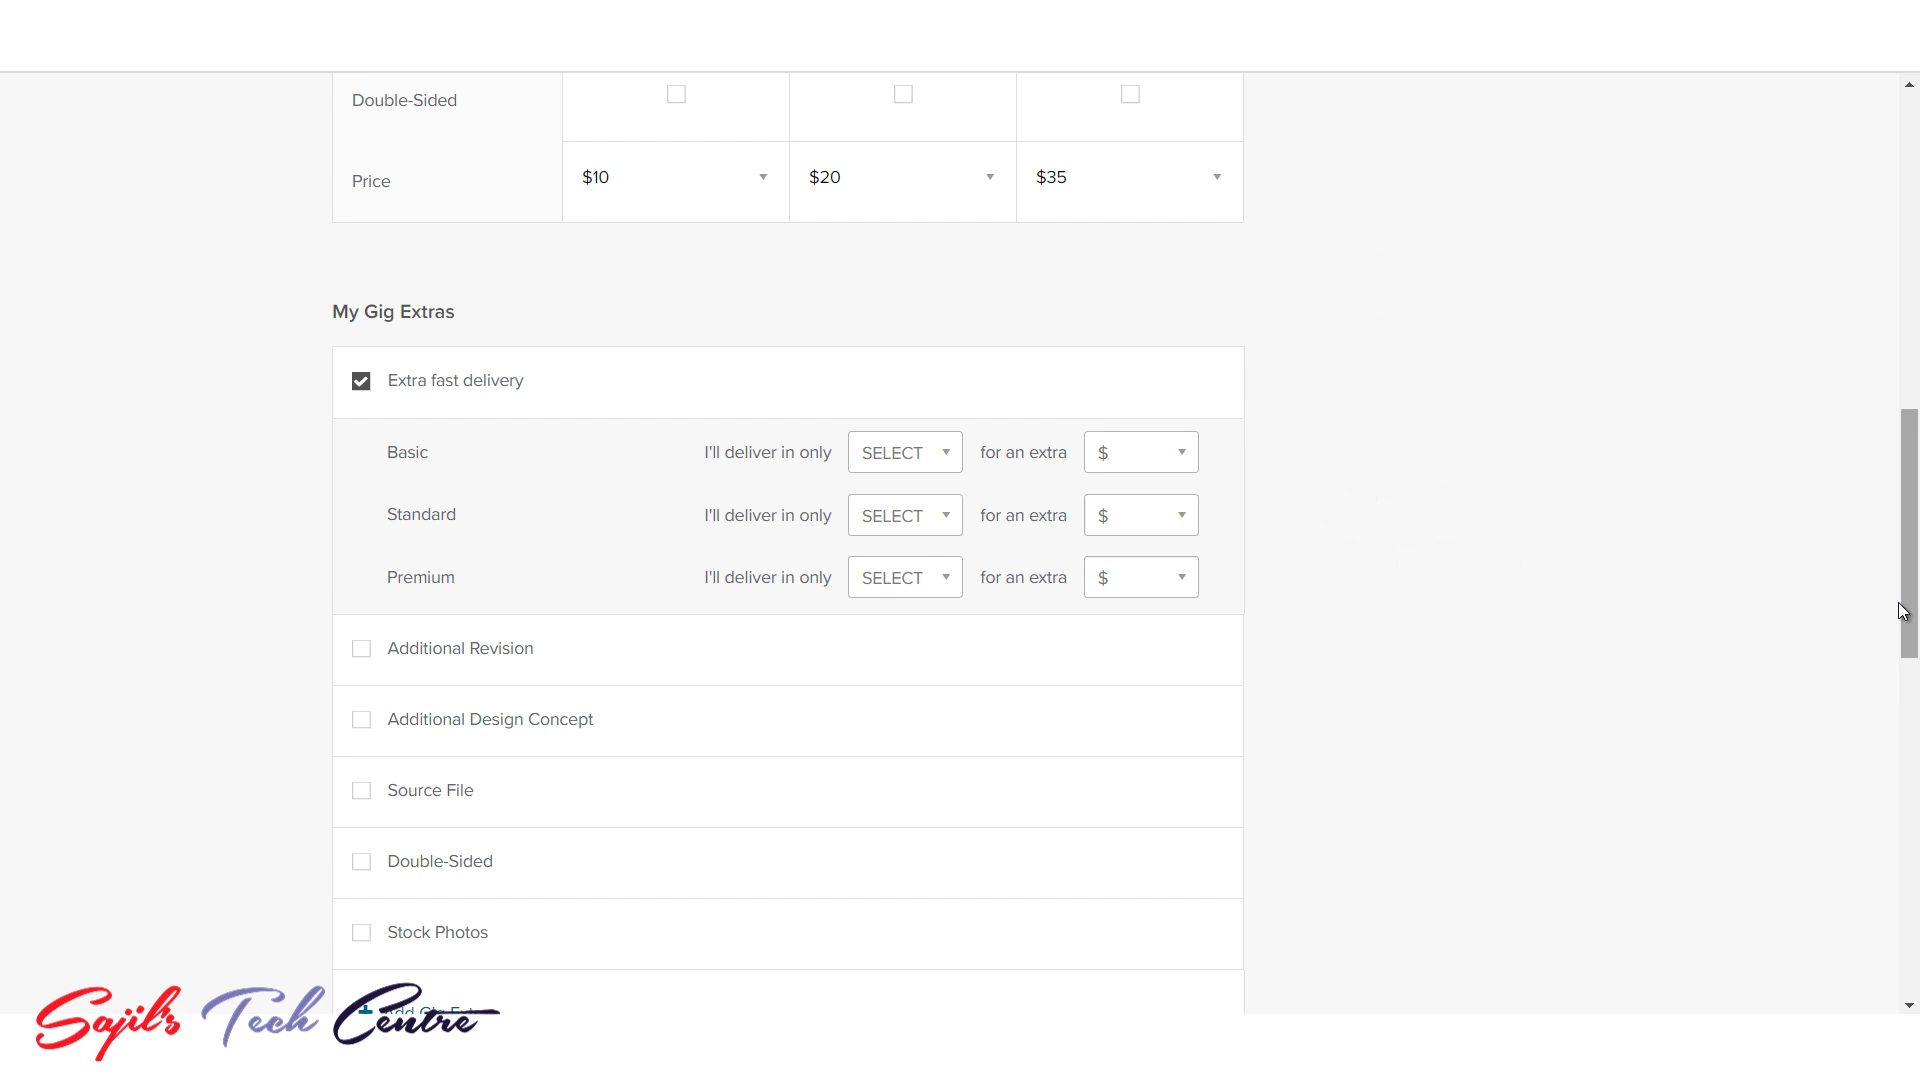 Double-Sided
Price $10 $20 $35
My Gig Extras
Extra fast delivery
Basic I'll deliver in only SELECT for an extra $
Standard I'll deliver in only SELECT for an extra $
Premium I'll deliver in only SELECT for an extra $
Additional Revision
Additional Design Concept
Source File
Double-Sided
Stock Photos
Sajil's Tech Centre